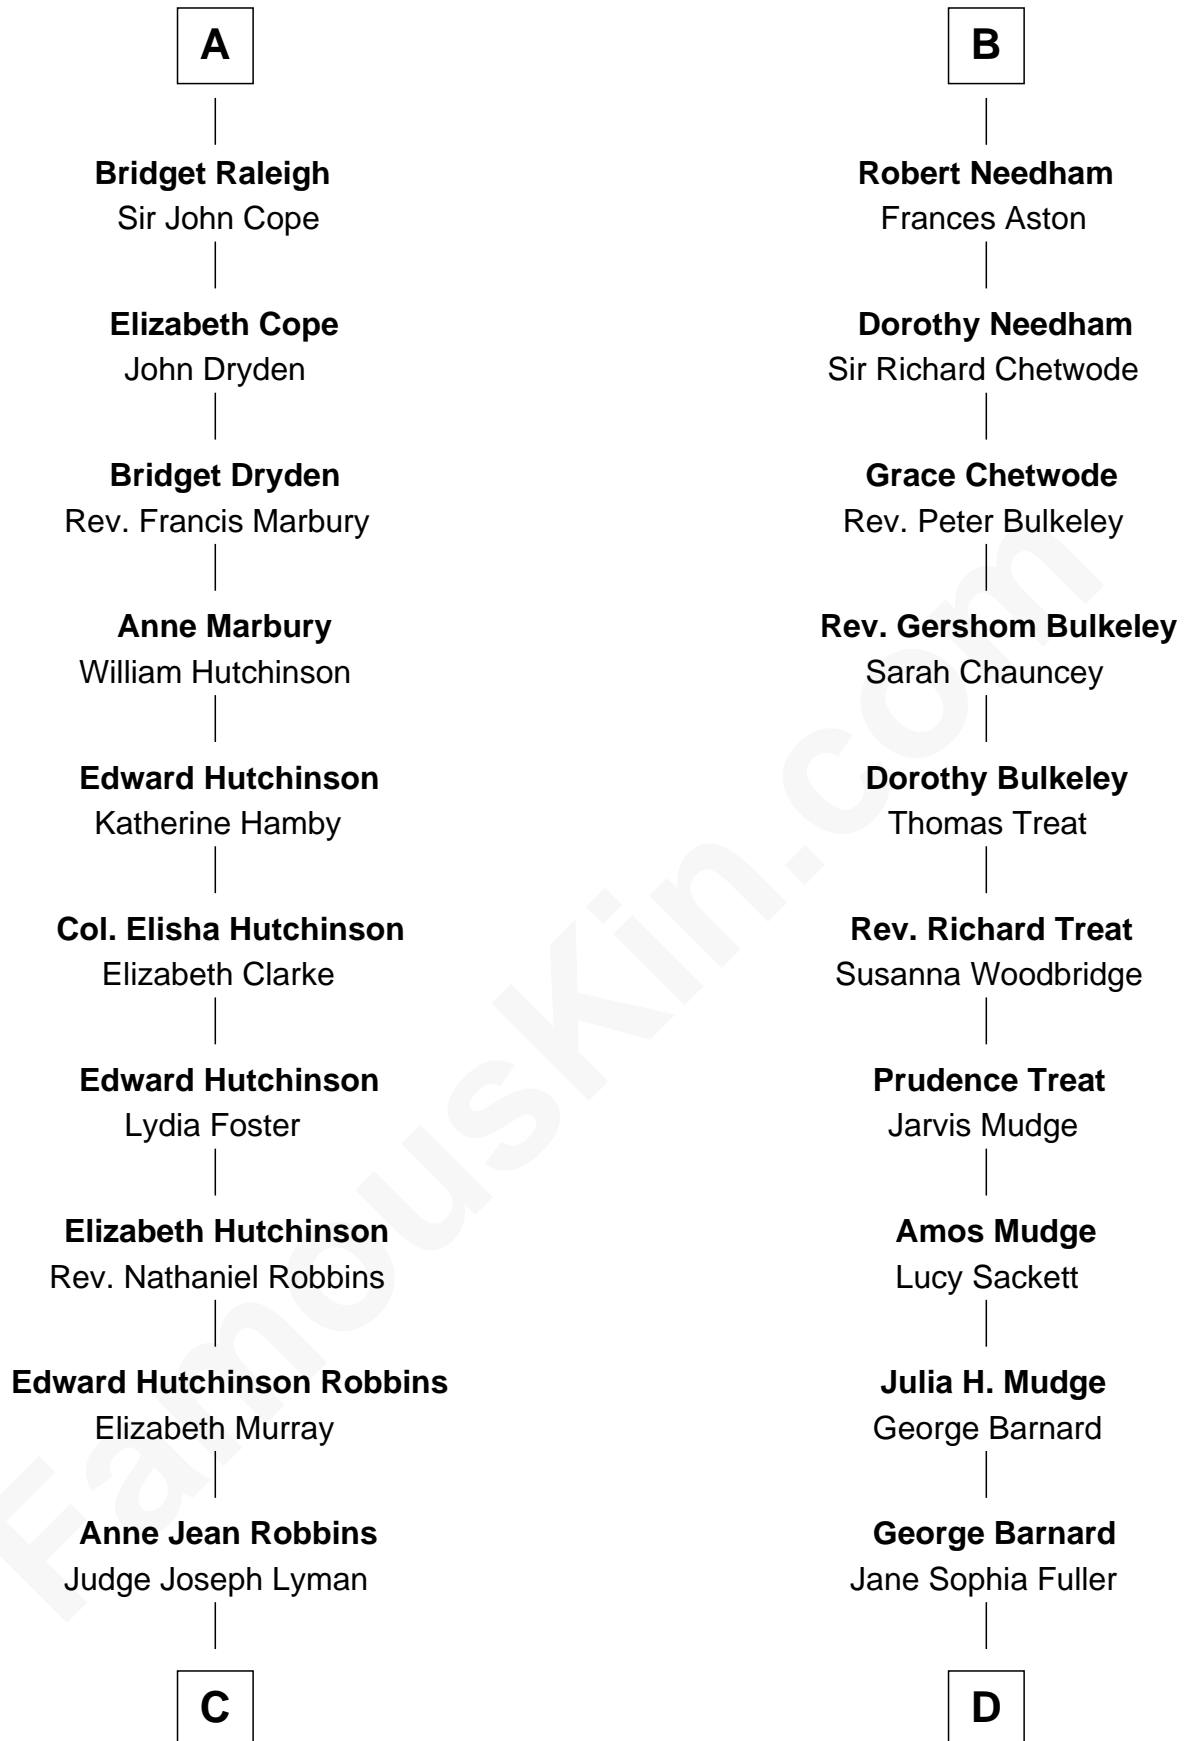 A
Bridget Raleigh
Sir John Cope
Elizabeth Cope
John Dryden
Bridget Dryden
Rev. Francis Marbury
Anne Marbury
William Hutchinson
Edward Hutchinson
Katherine Hamby
Col. Elisha Hutchinson
Elizabeth Clarke
Edward Hutchinson
Lydia Foster
Elizabeth Hutchinson
Rev. Nathaniel Robbins
Edward Hutchinson Robbins
Elizabeth Murray
Anne Jean Robbins
Judge Joseph Lyman
C
B
Robert Needham
Frances Aston
Dorothy Needham
Sir Richard Chetwode
Grace Chetwode
Rev. Peter Bulkeley
Rev. Gershom Bulkeley
Sarah Chauncey
Dorothy Bulkeley
Thomas Treat
Rev. Richard Treat
Susanna Woodbridge
Prudence Treat
Jarvis Mudge
Amos Mudge
Lucy Sackett
Julia H. Mudge
George Barnard
George Barnard
Jane Sophia Fuller
D
FamousKin.com